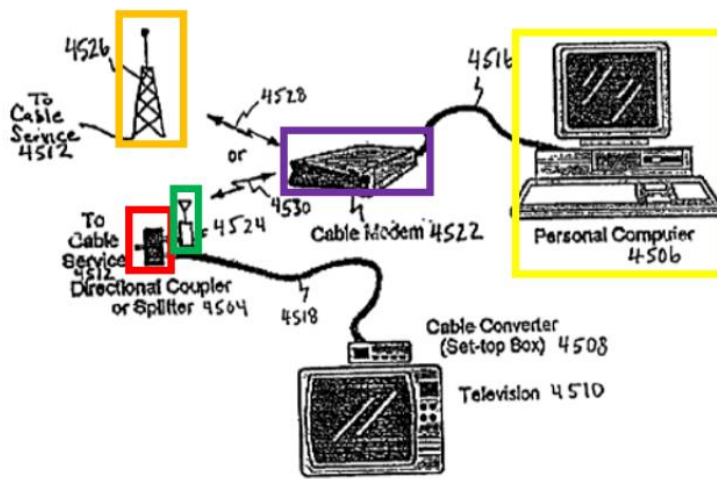 4526
4516
4528
To
Cable
Service
4512
or
4530
4524
To
Cable
Service
4512
Cable Modem 4522
Personal Computer
4506
Directional Coupler
or Splitter 4504
4518
Cable Converter
(Set-top Box) 4508
Television 4510